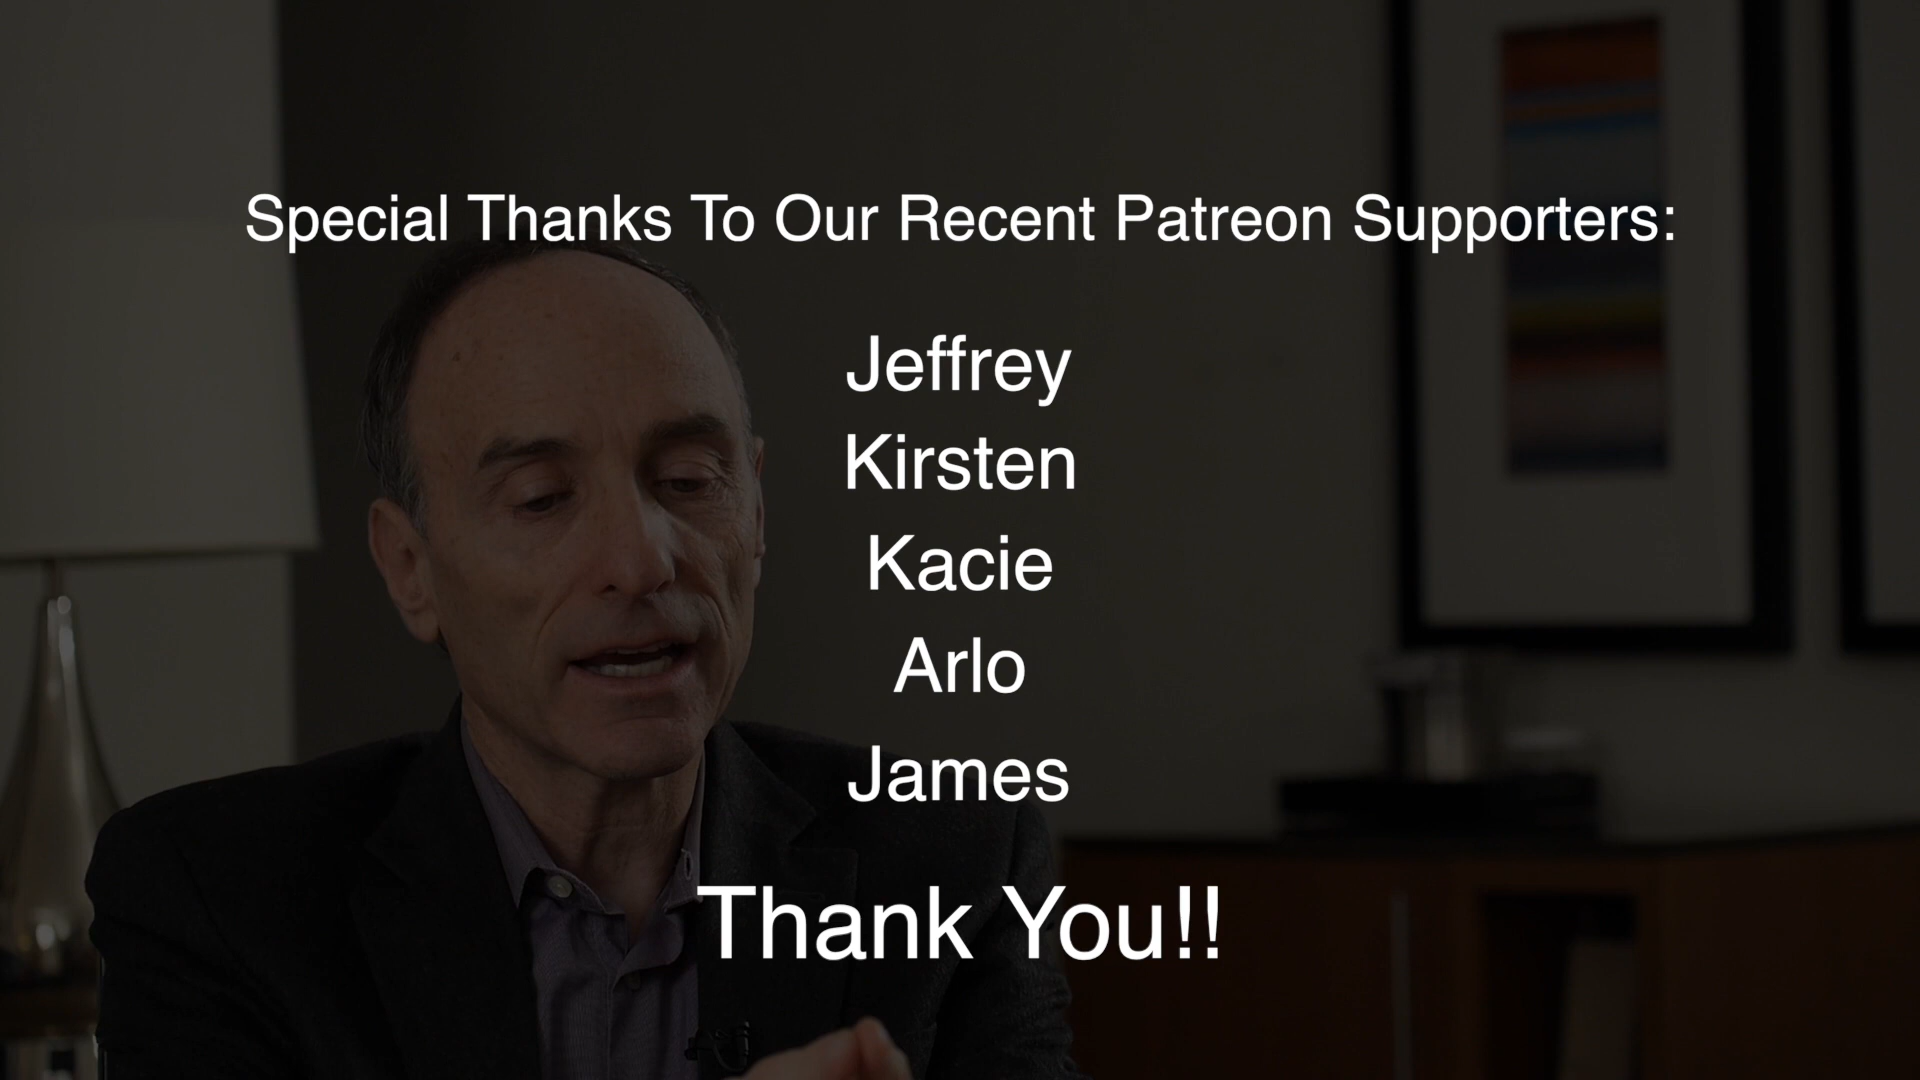 Special Thanks To Our Recent Patreon Supporters:
Jeffrey
Kirsten
Kacie
Arlo
James
Thank You!!